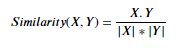 Similarity(X, Y) = X. Y / |X| * |Y|